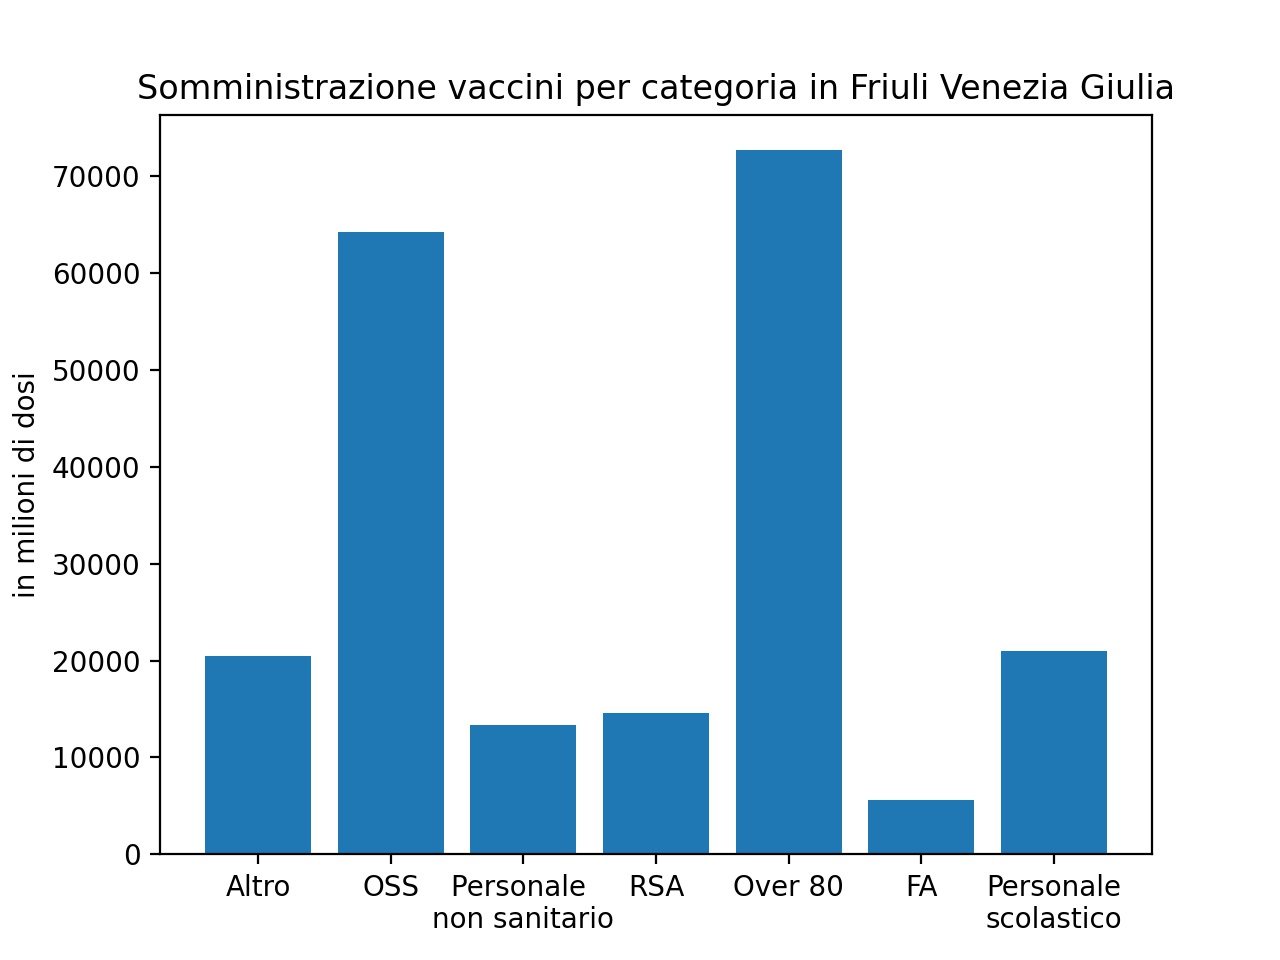 Somministrazione vaccini per categoria in Friuli Venezia Giulia
in milioni di dosi
70000
60000
50000
40000
30000
20000
10000
0
Altro
OSS
Personale
non sanitario
RSA
Over 80
FA
Personale
scolastico